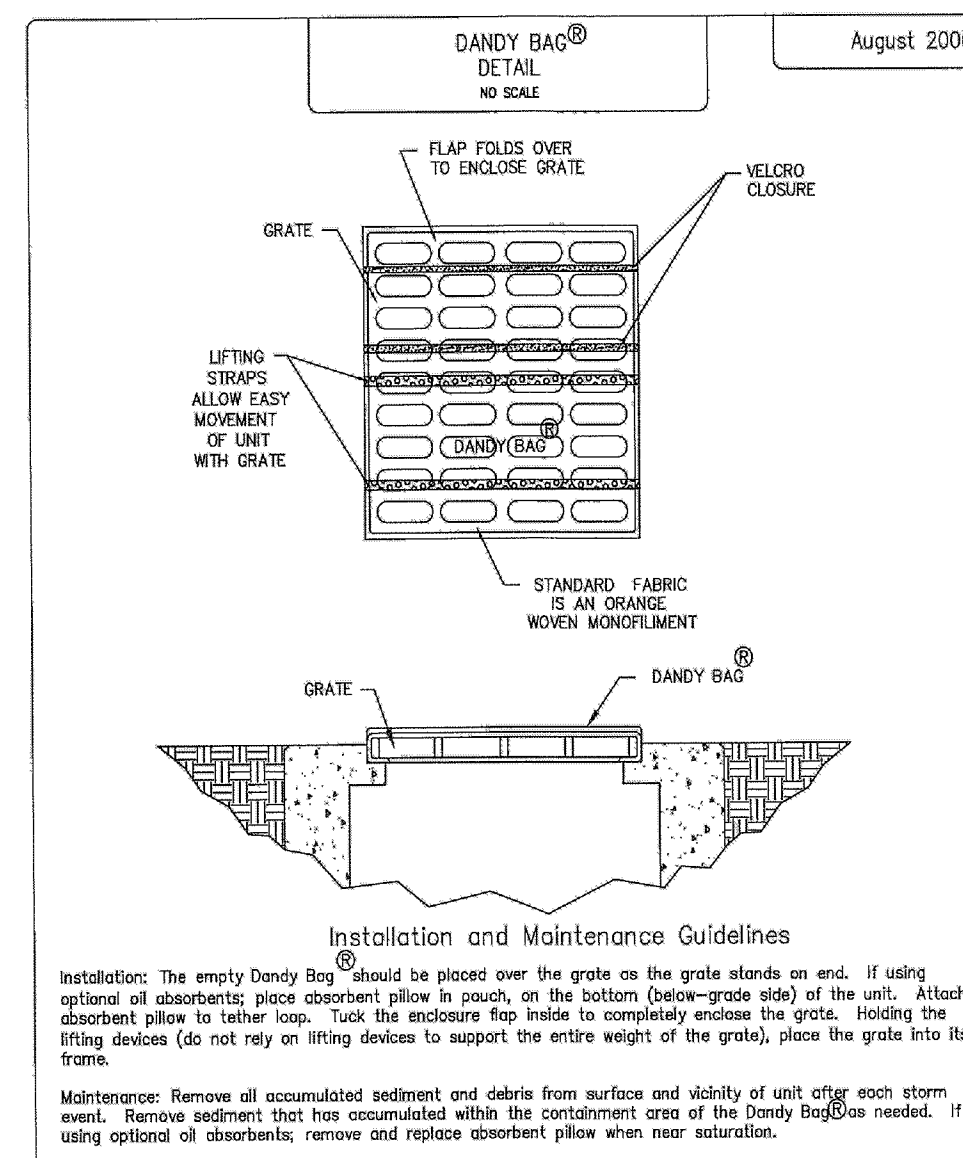 DANDY BAG®
DETAIL
NO SCALE
August 200
FLAP FOLDS OVER
TO ENCLOSE GRATE
VELCRO
CLOSURE
GRATE
LIFTING
STRAPS
ALLOW EASY
MOVEMENT
OF UNIT
WITH GRATE
DANDY BAG®
STANDARD FABRIC
IS AN ORANGE
WOVEN MONOFILIMENT
GRATE
DANDY BAG®
Installation and Maintenance Guidelines
Installation: The empty Dandy Bag® should be placed over the grate as the grate stands on end. If using
optional oil absorbents; place absorbent pillow in pouch, on the bottom (below-grade side) of the unit. Attach
absorbent pillow to tether loop. Tuck the enclosure flap inside to completely enclose the grate. Holding the
lifting devices (do not rely on lifting devices to support the entire weight of the grate), place the grate into its
frame.
Maintenance: Remove all accumulated sediment and debris from surface and vicinity of unit after each storm
event. Remove sediment that has accumulated within the containment area of the Dandy Bag® as needed. If
using optional oil absorbents; remove and replace absorbent pillow when near saturation.